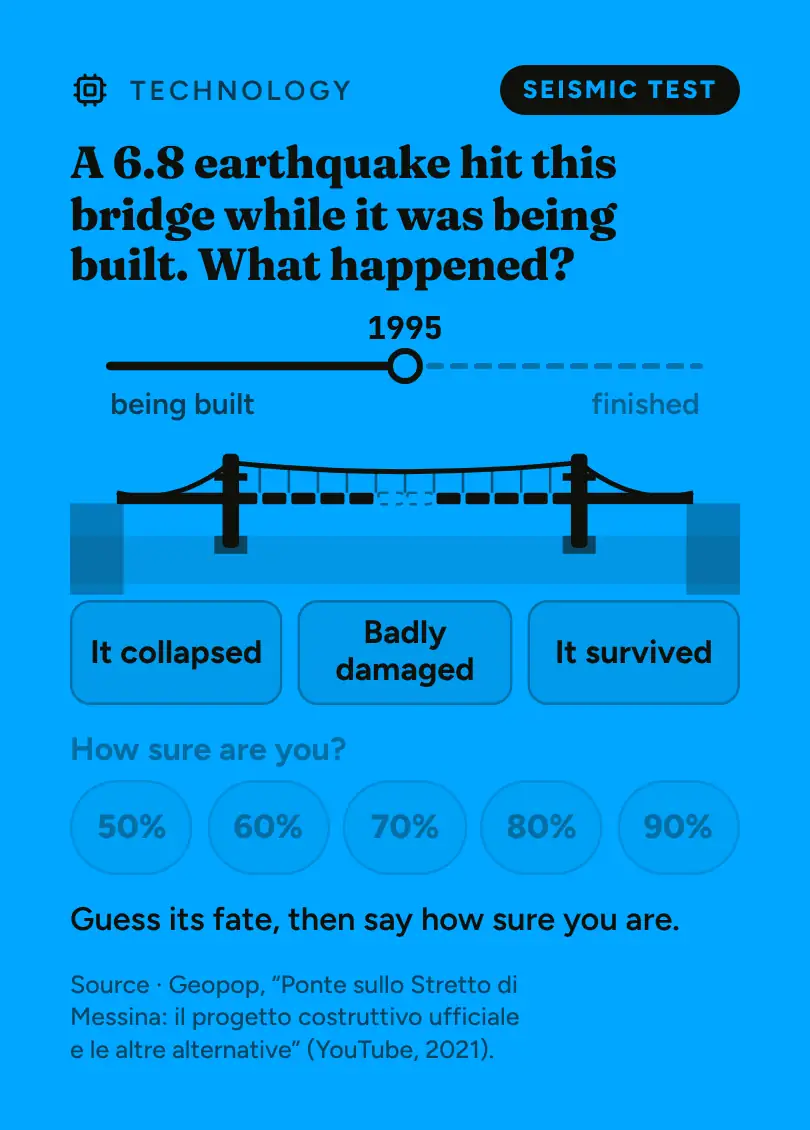 TECHNOLOGY
SEISMIC TEST
A 6.8 earthquake hit this
bridge while it was being
built. What happened?
1995
being built
finished
It collapsed
Badly
damaged
It survived
How sure are you?
50%
60%
70%
80%
90%
Guess its fate, then say how sure you are.
Source · Geopop, “Ponte sullo Stretto di
Messina: il progetto costruttivo ufficiale
e le altre alternative” (YouTube, 2021).